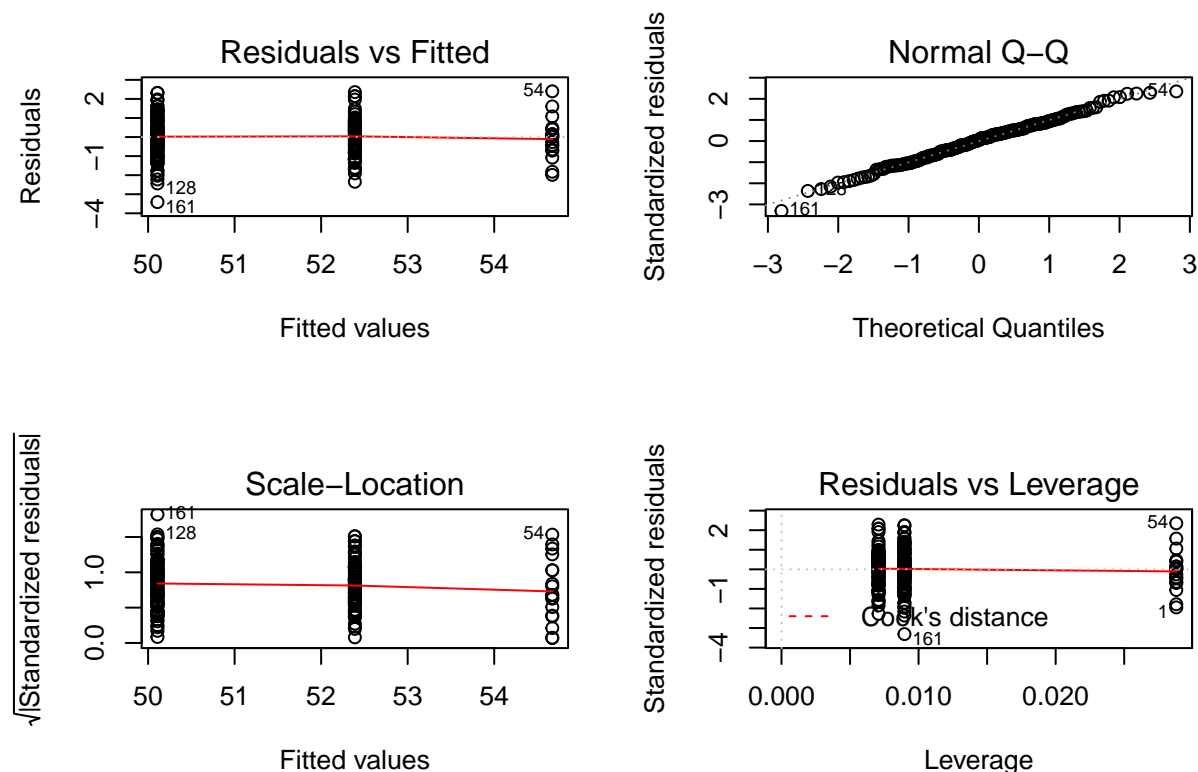 Residuals vs Fitted
Residuals
2
−1
−4
54
128
161
50 51 52 53 54
Fitted values
Normal Q−Q
Standardized residuals
2
0
−3
54
128
161
−3 −2 −1 0 1 2 3
Theoretical Quantiles
Scale−Location
√|Standardized residuals|
1.0
0.0
161
128
54
50 51 52 53 54
Fitted values
Residuals vs Leverage
Standardized residuals
2
−1
−4
54
1
Cook's distance
161
0.000 0.010 0.020
Leverage